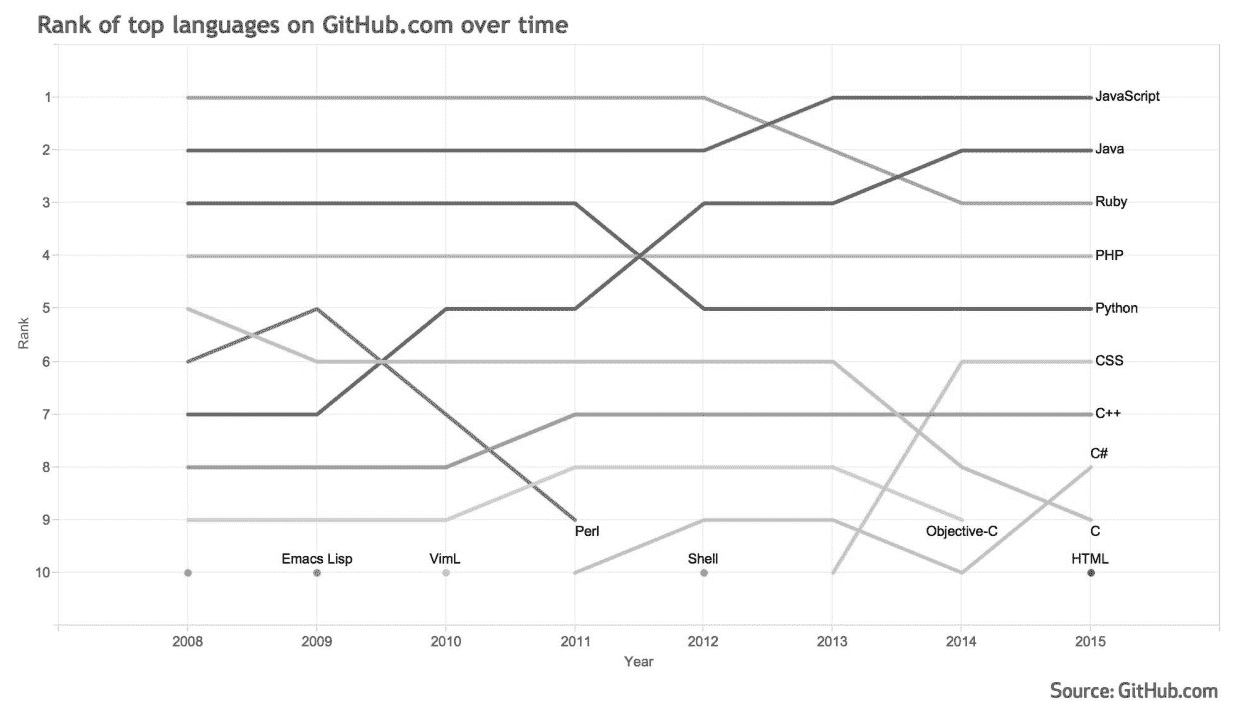 Rank of top languages on GitHub.com over time
1
JavaScript
2
Java
3
Ruby
4
PHP
5
Python
Rank
6
CSS
7
C++
C#
8
9
Perl
Objective-C
C
Emacs Lisp
VimL
Shell
HTML
10
2008 2009 2010 2011 2012 2013 2014 2015
Year
Source: GitHub.com